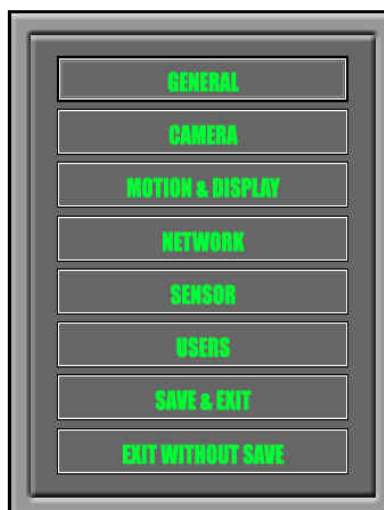 GENERAL
CAMERA
MOTION & DISPLAY
NETWORK
SENSOR
USERS
SAVE & EXIT
EXIT WITHOUT SAVE